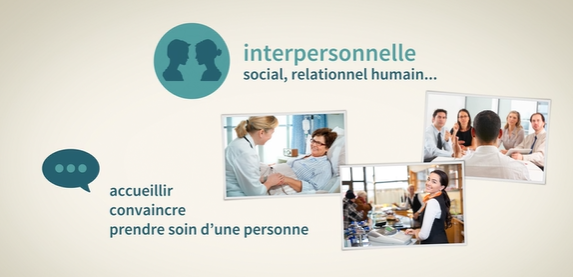 interpersonnelle
social, relationnel humain...
accueillir
convaincre
prendre soin d'une personne